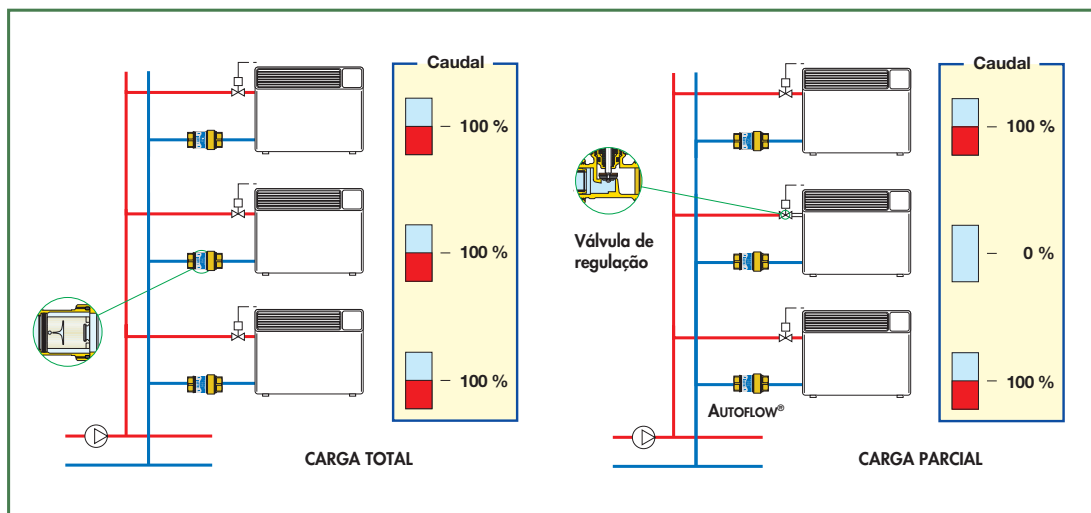 Caudal
100 %
100 %
100 %
CARGA TOTAL
Caudal
100 %
Válvula de
regulação
0 %
100 %
AUTOFLOW®
CARGA PARCIAL